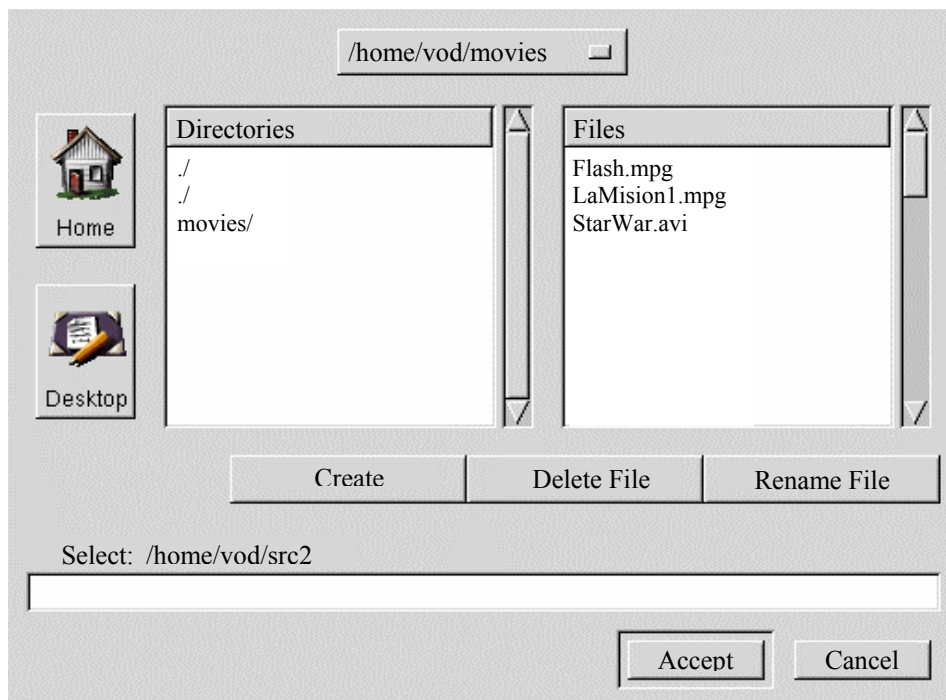 /home/vod/movies
Home
Desktop
Directories
./
./
movies/
Files
Flash.mpg
LaMision1.mpg
StarWar.avi
Create
Delete File
Rename File
Select: /home/vod/src2
Accept
Cancel